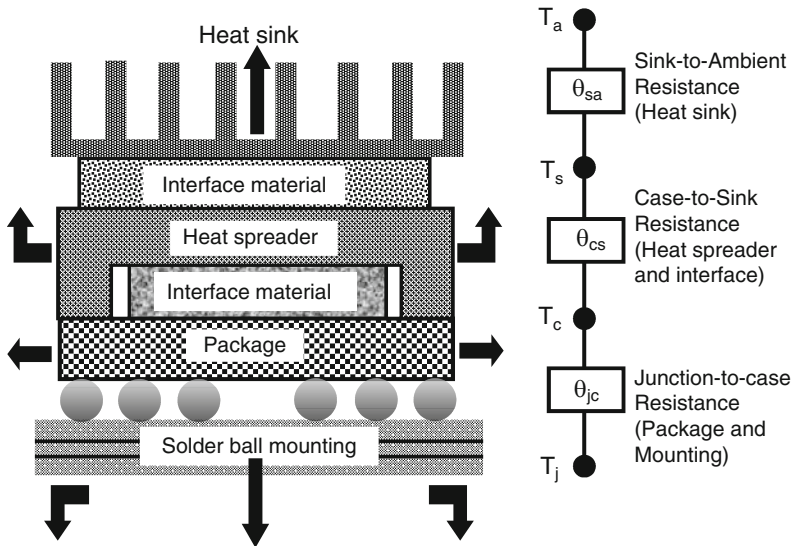 Heat sink
Interface material
Heat spreader
Interface material
Package
Solder ball mounting
Tₐ
θₛₐ
Sink-to-Ambient
Resistance
(Heat sink)
Tₛ
θcs
Case-to-Sink
Resistance
(Heat spreader
and interface)
Tc
θjc
Junction-to-case
Resistance
(Package and
Mounting)
Tj